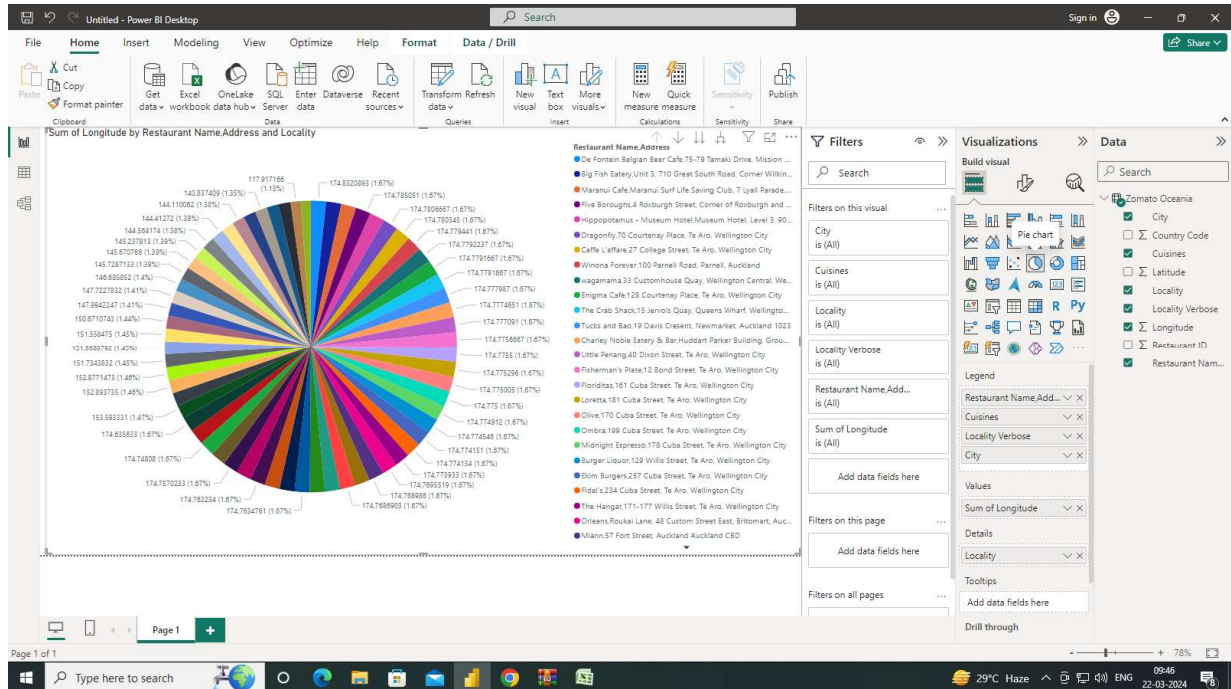 Untitled - Power BI Desktop
Search
Sign in
File Home Insert Modeling View Optimize Help Format Data / Drill
Share
Paste
Cut
Copy
Format painter
Clipboard
Get data
Excel workbook
OneLake data hub
SQL Server
Enter data
Dataverse
Recent sources
Data
Transform data
Refresh
Queries
New visual
Text box
More visuals
Insert
New measure
Quick measure
Calculations
Sensitivity
Sensitivity
Publish
Share
Sum of Longitude by Restaurant Name,Address and Locality
117.917166 (1.13%)
140.837409 (1.35%)
144.110062 (1.38%)
144.41272 (1.38%)
144.564174 (1.38%)
145.237813 (1.39%)
145.670768 (1.39%)
145.7287133 (1.39%)
146.685852 (1.4%)
147.7227832 (1.41%)
147.9942247 (1.41%)
150.8710743 (1.44%)
151.558475 (1.45%)
151.7343832 (1.45%)
152.8771473 (1.46%)
152.893735 (1.46%)
153.593331 (1.47%)
174.635633 (1.67%)
174.74808 (1.67%)
174.7570233 (1.67%)
174.762234 (1.67%)
174.7634761 (1.67%)
174.8320893 (1.67%)
174.785051 (1.67%)
174.7806667 (1.67%)
174.780345 (1.67%)
174.779441 (1.67%)
174.7792237 (1.67%)
174.7791667 (1.67%)
174.7791667 (1.67%)
174.777987 (1.67%)
174.7774651 (1.67%)
174.777091 (1.67%)
174.7756667 (1.67%)
174.7755 (1.67%)
174.775296 (1.67%)
174.775005 (1.67%)
174.775 (1.67%)
174.774912 (1.67%)
174.774546 (1.67%)
174.774151 (1.67%)
174.774134 (1.67%)
174.773933 (1.67%)
174.7695519 (1.67%)
174.768986 (1.67%)
174.7686903 (1.67%)
Restaurant Name,Address
De Fontein Belgian Beer Cafe,75-79 Tamaki Drive, Mission ...
Big Fish Eatery,Unit 3, 710 Great South Road, Corner Wilkin...
Maranui Cafe,Maranui Surf Life Saving Club, 7 Lyall Parade...
Five Boroughs,4 Roxburgh Street, Corner of Roxburgh and ...
Hippopotamus - Museum Hotel,Museum Hotel, Level 3, 90...
Dragonfly,70 Courtenay Place, Te Aro, Wellington City
Caffe L'affare,27 College Street, Te Aro, Wellington City
Winona Forever,100 Parnell Road, Parnell, Auckland
wagamama,33 Customhouse Quay, Wellington Central, We...
Enigma Cafe,128 Courtenay Place, Te Aro, Wellington City
The Crab Shack,15 Jervois Quay, Queens Wharf, Wellingto...
Tucks and Bao,19 Davis Cresent, Newmarket, Auckland 1023
Charley Noble Eatery & Bar,Huddart Parker Building, Grou...
Little Penang,40 Dixon Street, Te Aro, Wellington City
Fisherman's Plate,12 Bond Street, Te Aro, Wellington City
Floriditas,161 Cuba Street, Te Aro, Wellington City
Loretta,181 Cuba Street, Te Aro, Wellington City
Olive,170 Cuba Street, Te Aro, Wellington City
Ombra,199 Cuba Street, Te Aro, Wellington City
Midnight Espresso,178 Cuba Street, Te Aro, Wellington City
Burger Liquor,129 Willis Street, Te Aro, Wellington City
Ekim Burgers,257 Cuba Street, Te Aro, Wellington City
Fidel's,234 Cuba Street, Te Aro, Wellington City
The Hangar,171-177 Willis Street, Te Aro, Wellington City
Orleans,Roukai Lane, 48 Custom Street East, Britomart, Auc...
Miann,57 Fort Street, Auckland Auckland CBD
Filters
Search
Filters on this visual
City
is (All)
Cuisines
is (All)
Locality
is (All)
Locality Verbose
is (All)
Restaurant Name,Add...
is (All)
Sum of Longitude
is (All)
Add data fields here
Filters on this page
Add data fields here
Filters on all pages
Visualizations
Build visual
Pie chart
123
R
Py
Legend
Restaurant Name,Add...
Cuisines
Locality Verbose
City
Values
Sum of Longitude
Details
Locality
Tooltips
Add data fields here
Drill through
Data
Search
Zomato Oceania
City
Country Code
Cuisines
Latitude
Locality
Locality Verbose
Longitude
Restaurant ID
Restaurant Nam...
Page 1
Page 1 of 1
78%
Type here to search
29°C Haze
ENG
09:46
22-03-2024
8